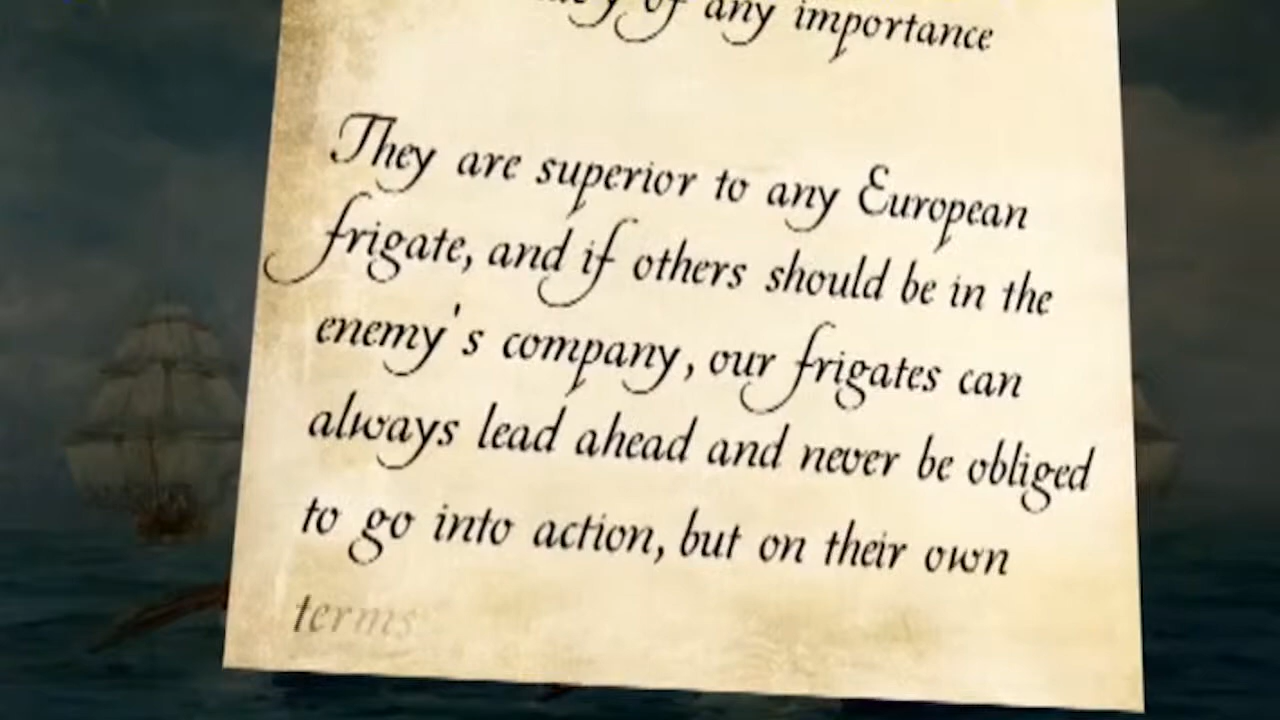 of any importance
They are superior to any European
frigate, and if others should be in the
enemy's company, our frigates can
always lead ahead and never be obliged
to go into action, but on their own
terms